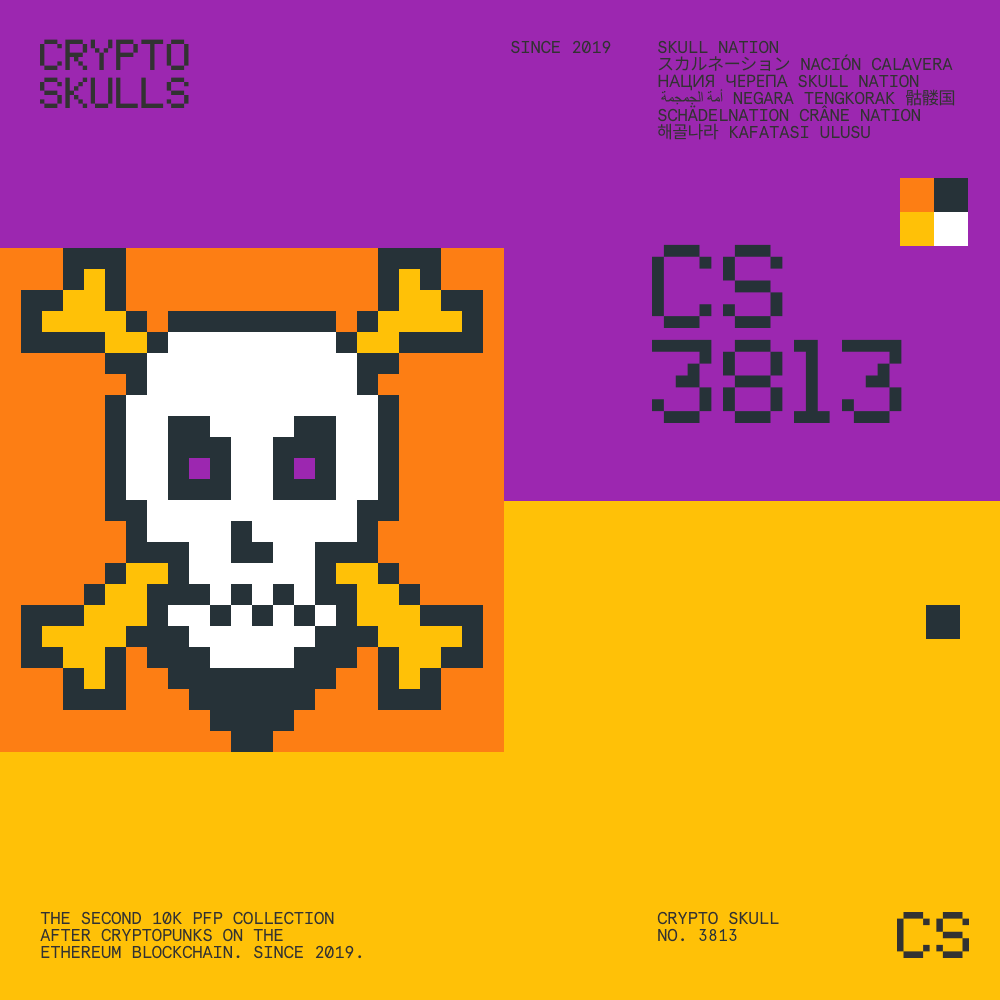 CRYPTO
SKULLS
SINCE 2019
SKULL NATION
スカルネーション NACIÓN CALAVERA
НАЦИЯ ЧЕРЕПА SKULL NATION
أمة الجمجمة NEGARA TENGKORAK 骷髅国
SCHÄDELNATION CRÂNE NATION
해골나라 KAFATASI ULUSU
CS
3813
THE SECOND 10K PFP COLLECTION
AFTER CRYPTOPUNKS ON THE
ETHEREUM BLOCKCHAIN. SINCE 2019.
CRYPTO SKULL
NO. 3813
CS